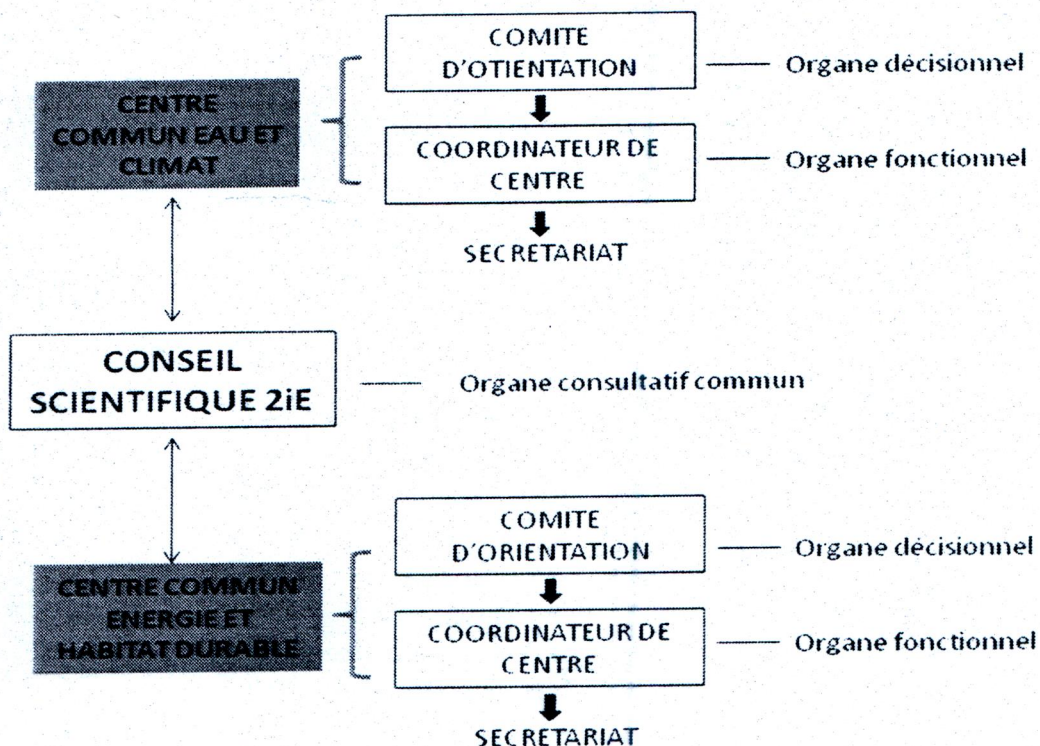 COMITE
D'OTIENTATION
Organe décisionnel
CENTRE
COMMUN EAU ET
CLIMAT
COORDINATEUR DE
CENTRE
Organe fonctionnel
SECRETARIAT
CONSEIL
SCIENTIFIQUE 2iE
Organe consultatif commun
COMITE
D'ORIENTATION
Organe décisionnel
CENTRE COMMUN
ENERGIE ET
HABITAT DURABLE
COORDINATEUR DE
CENTRE
Organe fonctionnel
SECRETARIAT